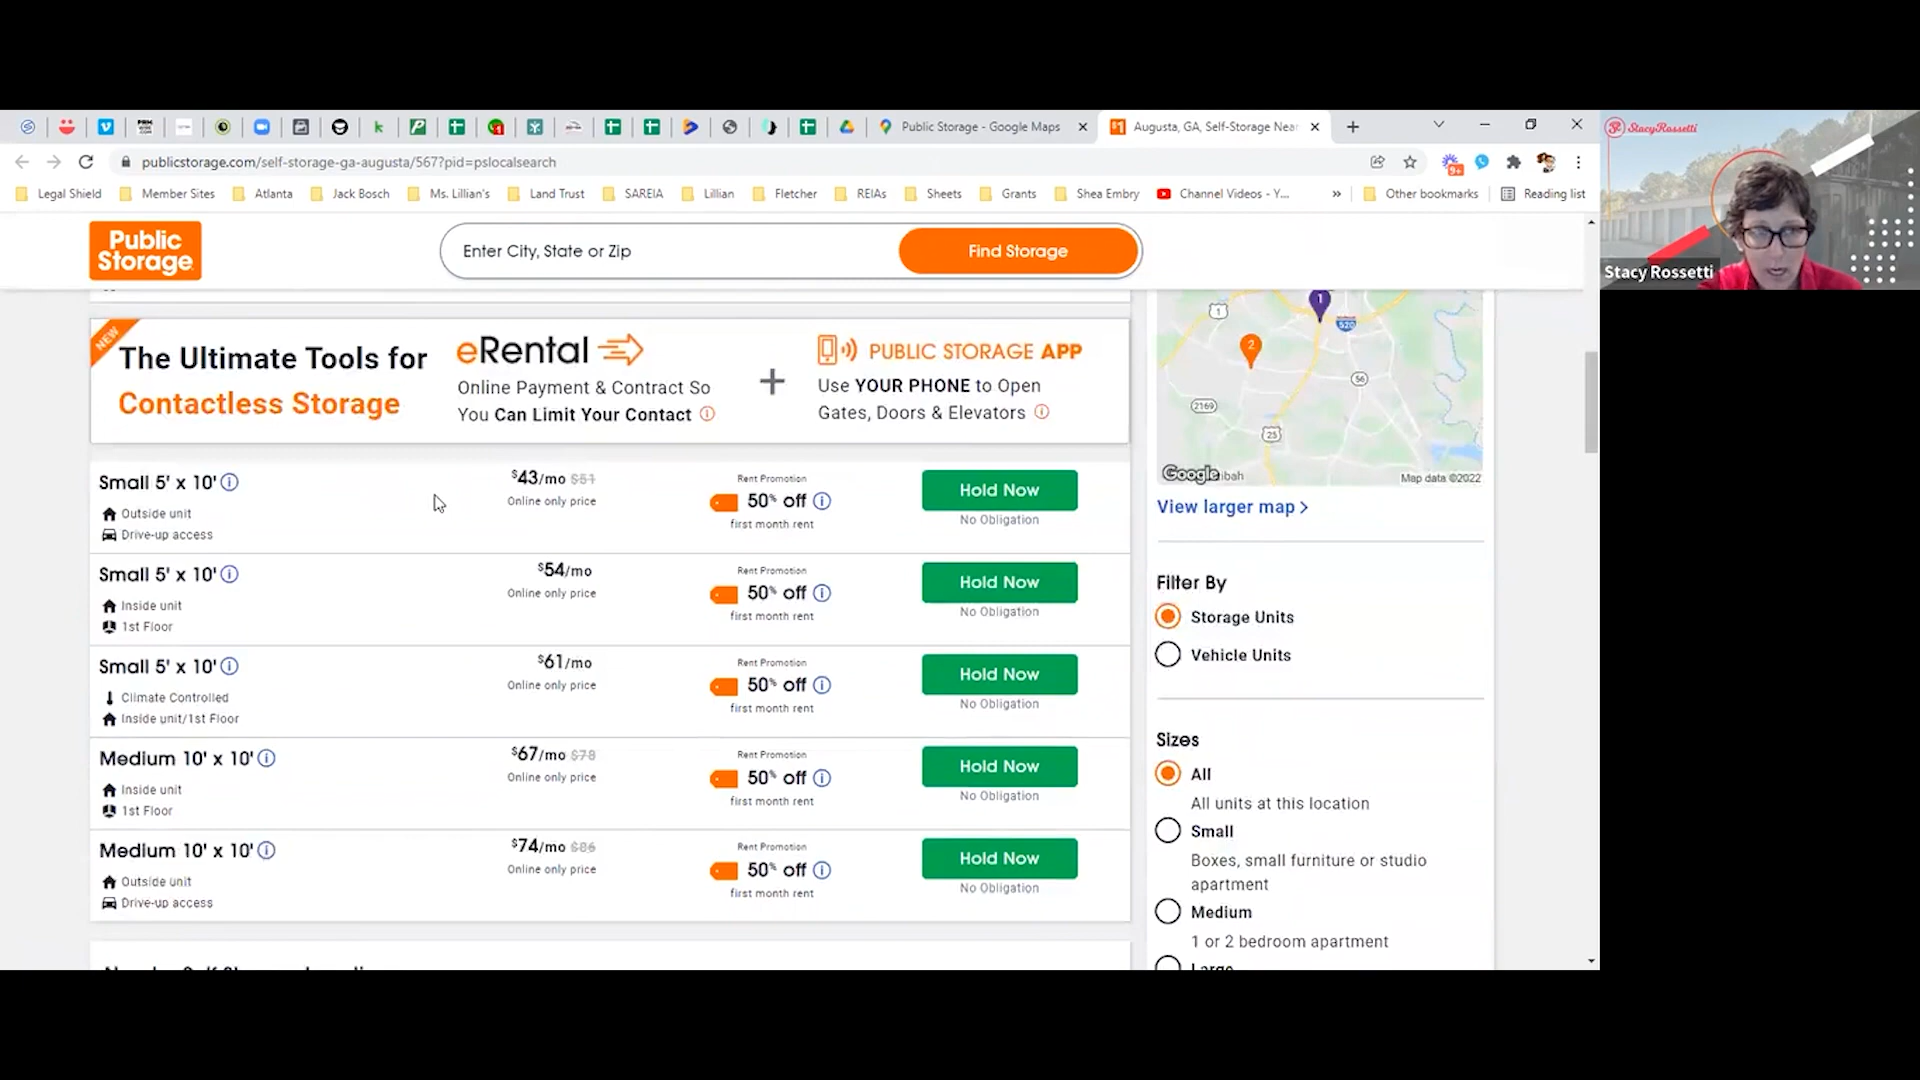 Public Storage - Google Maps
Augusta, GA, Self-Storage Near
publicstorage.com/self-storage-ga-augusta/567?pid=pslocalsearch
9+
Legal Shield
Member Sites
Atlanta
Jack Bosch
Ms. Lillian's
Land Trust
SAREIA
Lillian
Fletcher
REIAs
Sheets
Grants
Shea Embry
Channel Videos - Y...
»
Other bookmarks
Reading list
StacyRossetti
Stacy Rossetti
Public
Storage
Enter City, State or Zip
Find Storage
NEW
The Ultimate Tools for
Contactless Storage
eRental
Online Payment & Contract So
You Can Limit Your Contact
+
PUBLIC STORAGE APP
Use YOUR PHONE to Open
Gates, Doors & Elevators
Small 5' x 10'
Outside unit
Drive-up access
$43/mo $51
Online only price
Rent Promotion
50% off
first month rent
Hold Now
No Obligation
Small 5' x 10'
Inside unit
1st Floor
$54/mo
Online only price
Rent Promotion
50% off
first month rent
Hold Now
No Obligation
Small 5' x 10'
Climate Controlled
Inside unit/1st Floor
$61/mo
Online only price
Rent Promotion
50% off
first month rent
Hold Now
No Obligation
Medium 10' x 10'
Inside unit
1st Floor
$67/mo $78
Online only price
Rent Promotion
50% off
first month rent
Hold Now
No Obligation
Medium 10' x 10'
Outside unit
Drive-up access
$74/mo $86
Online only price
Rent Promotion
50% off
first month rent
Hold Now
No Obligation
1
1
520
2
56
2169
25
Google
Map data ©2022
View larger map >
Filter By
Storage Units
Vehicle Units
Sizes
All
All units at this location
Small
Boxes, small furniture or studio
apartment
Medium
1 or 2 bedroom apartment
Large